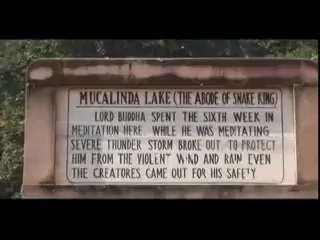 MUCALINDA LAKE (THE ABODE OF SNAKE KING)
LORD BUDDHA SPENT THE SIXTH WEEK IN
MEDITATION HERE. WHILE HE WAS MEDITATING
SEVERE THUNDER STORM BROKE OUT. TO PROTECT
HIM FROM THE VIOLENT WIND AND RAIN EVEN
THE CREATORES CAME OUT FOR HIS SAFETY.